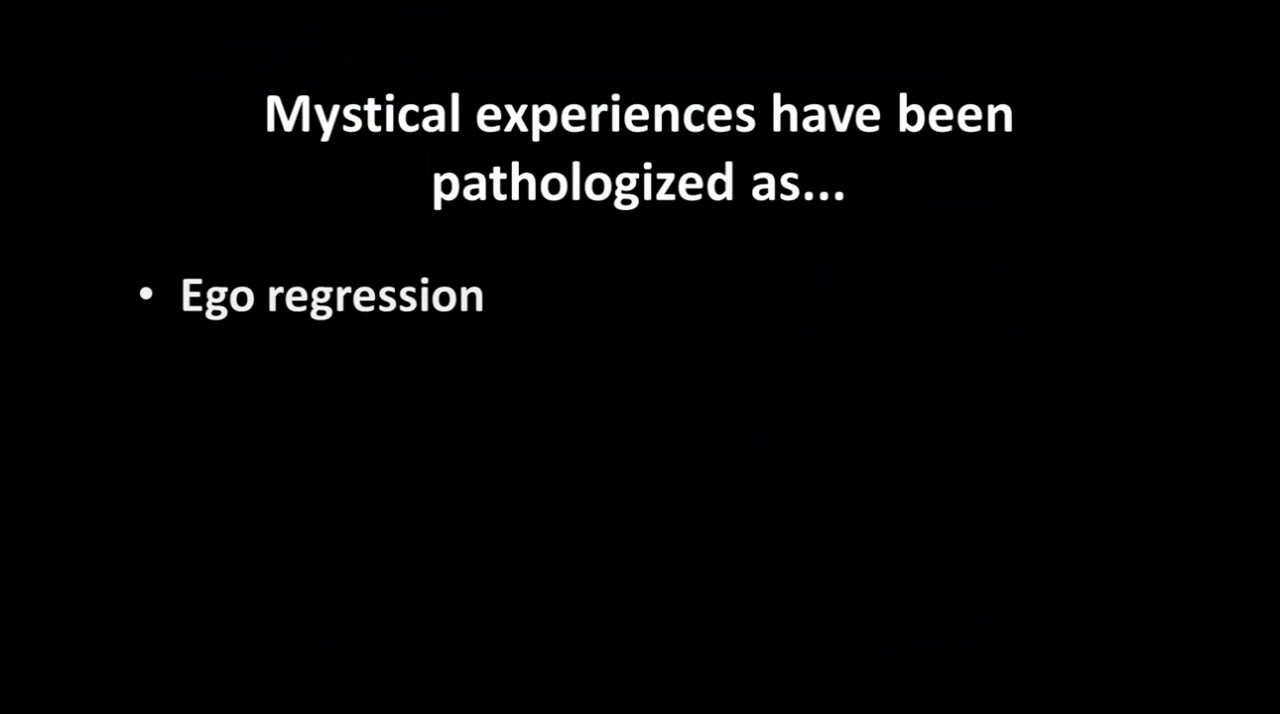 Mystical experiences have been
pathologized as...
• Ego regression